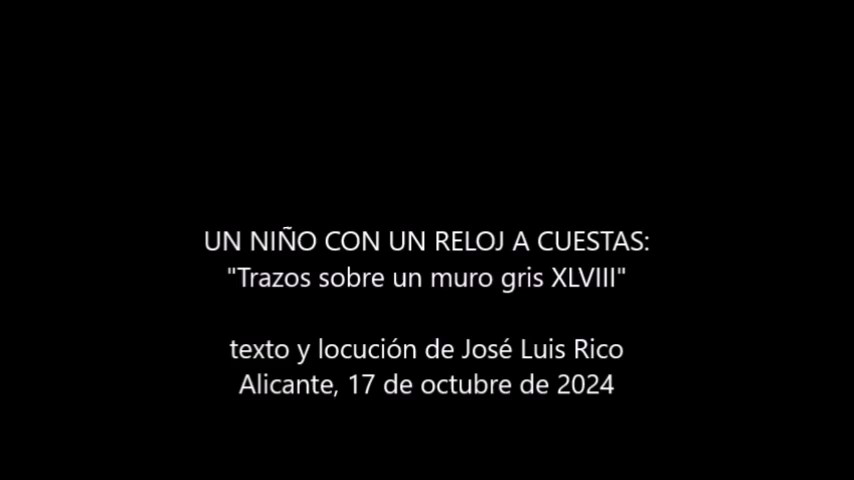 UN NIÑO CON UN RELOJ A CUESTAS:
"Trazos sobre un muro gris XLVIII"
texto y locución de José Luis Rico
Alicante, 17 de octubre de 2024